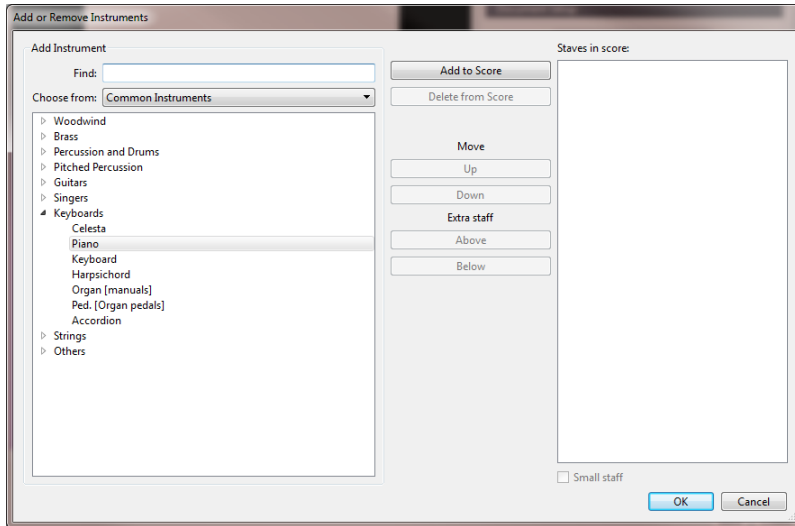 Add or Remove Instruments
Add Instrument
Find:
Choose from: Common Instruments
Woodwind
Brass
Percussion and Drums
Pitched Percussion
Guitars
Singers
Keyboards
Celesta
Piano
Keyboard
Harpsichord
Organ [manuals]
Ped. [Organ pedals]
Accordion
Strings
Others
Add to Score
Delete from Score
Move
Up
Down
Extra staff
Above
Below
Staves in score:
Small staff
OK
Cancel